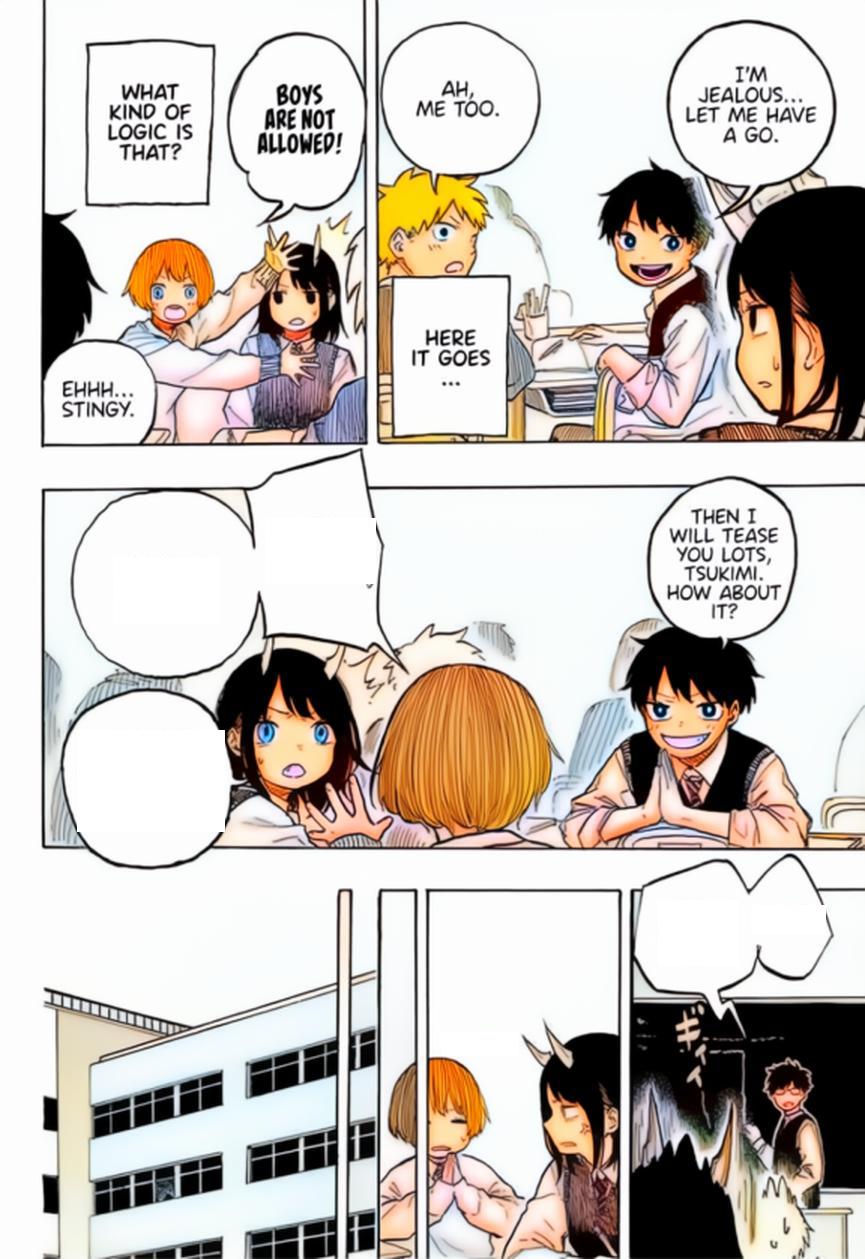 I'M
JEALOUS...
LET ME HAVE
A GO.
AH,
ME TOO.
HERE
IT GOES
...
BOYS
ARE NOT
ALLOWED!
WHAT
KIND OF
LOGIC IS
THAT?
EHHH...
STINGY.
THEN I
WILL TEASE
YOU LOTS,
TSUKIMI.
HOW ABOUT
IT?
ギィィ